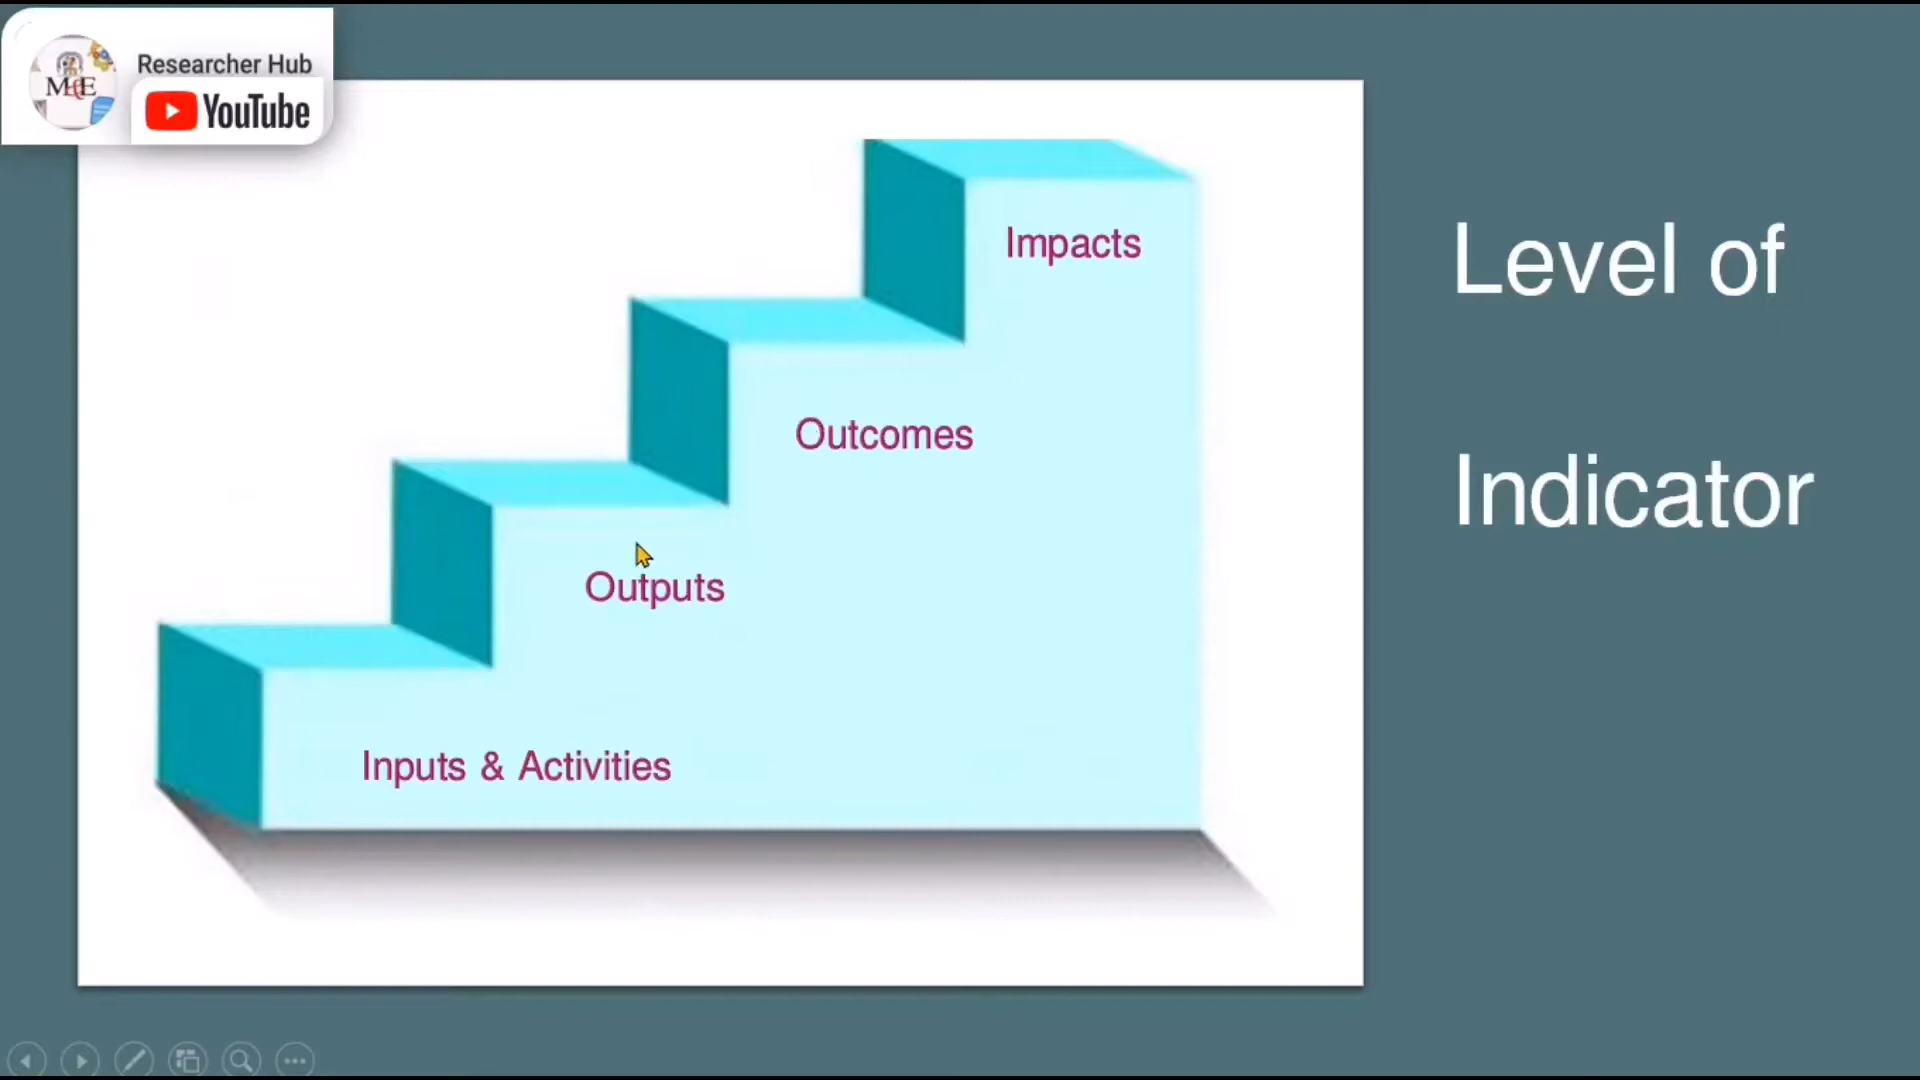 Researcher Hub
M&E
YouTube
Level of
Indicator
Impacts
Outcomes
Outputs
Inputs & Activities